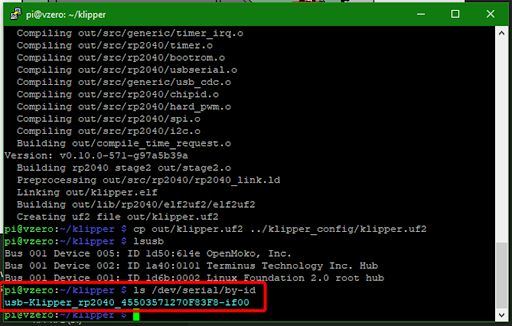 pi@vzero: ~/klipper
Compiling out/src/generic/timer_irq.o
Compiling out/src/rp2040/timer.o
Compiling out/src/rp2040/bootrom.o
Compiling out/src/rp2040/usbserial.o
Compiling out/src/generic/usb_cdc.o
Compiling out/src/rp2040/chipid.o
Compiling out/src/rp2040/hard_pwm.o
Compiling out/src/rp2040/spi.o
Compiling out/src/rp2040/i2c.o
Building out/compile_time_request.o
Version: v0.10.0-571-g97a5b39a
Building rp2040 stage2 out/stage2.o
Preprocessing out/src/rp2040/rp2040_link.ld
Linking out/klipper.elf
Building out/lib/rp2040/elf2uf2/elf2uf2
Creating uf2 file out/klipper.uf2
pi@vzero:~/klipper $ cp out/klipper.uf2 ../klipper_config/klipper.uf2
pi@vzero:~/klipper $ lsusb
Bus 001 Device 005: ID 1d50:614e OpenMoko, Inc.
Bus 001 Device 002: ID 1a40:0101 Terminus Technology Inc. Hub
Bus 001 Device 001: ID 1d6b:0002 Linux Foundation 2.0 root hub
pi@vzero:~/klipper $ ls /dev/serial/by-id
usb-Klipper_rp2040_45503571270F83F8-if00
pi@vzero:~/klipper $